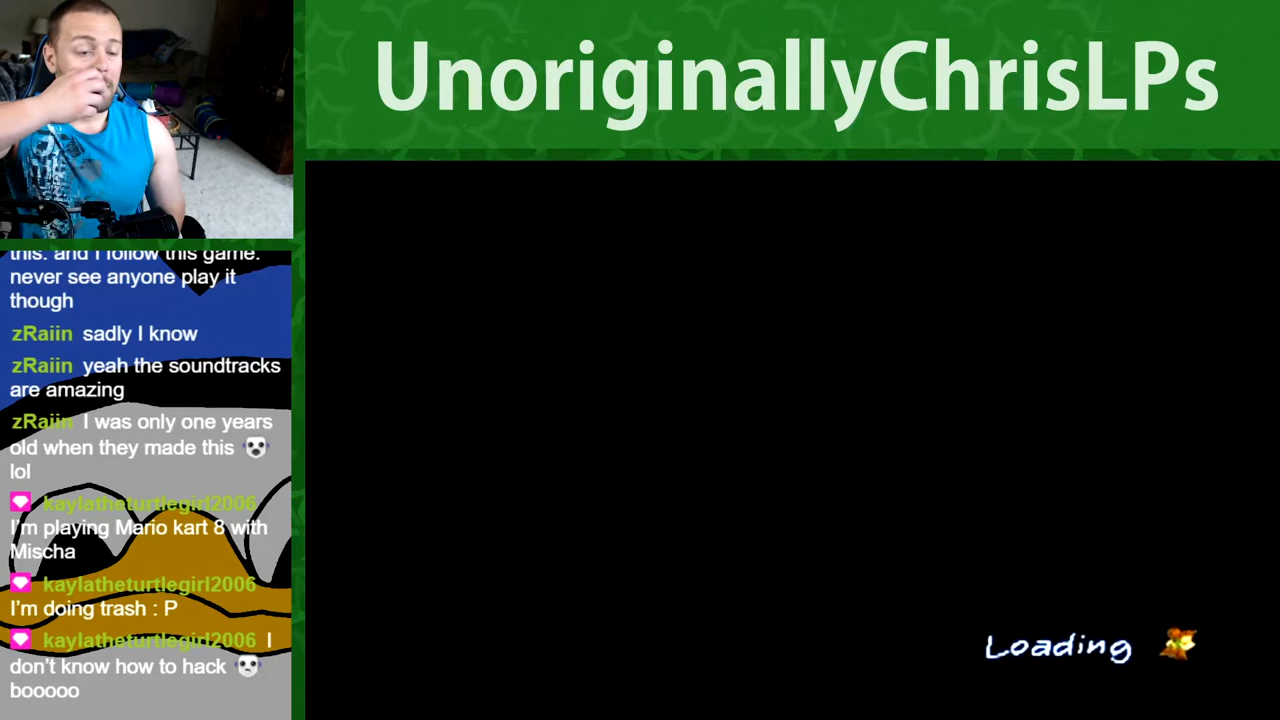 UnoriginallyChrisLPs
this. and I follow this game.
never see anyone play it
though
zRaiin sadly I know
zRaiin yeah the soundtracks
are amazing
zRaiin I was only one years
old when they made this
lol
kaylatheturtlegirl2006
I'm playing Mario kart 8 with
Mischa
kaylatheturtlegirl2006
I'm doing trash : P
kaylatheturtlegirl2006 I
don't know how to hack
booooo
Loading